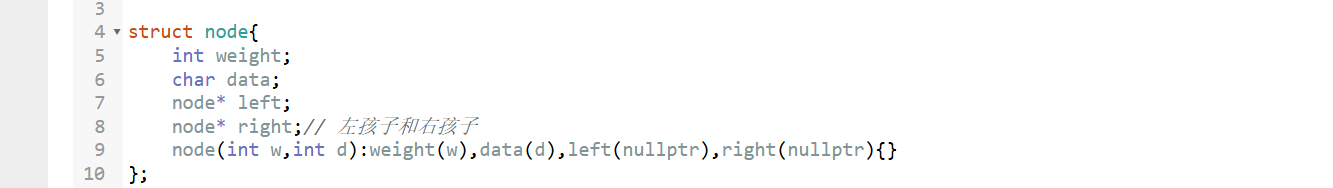 3
4 struct node{
5     int weight;
6     char data;
7     node* left;
8     node* right;// 左孩子和右孩子
9     node(int w,int d):weight(w),data(d),left(nullptr),right(nullptr){}
10 };